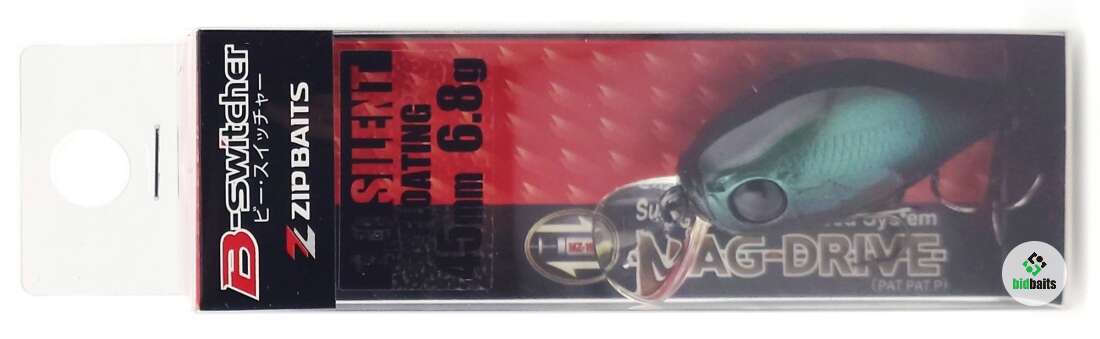 B-switcher
ビー・スイッチャー
ZIPBAITS
SILENT
45mm 6.8g
MAG-DRIVE
(PAT PAT P)
bidbaits